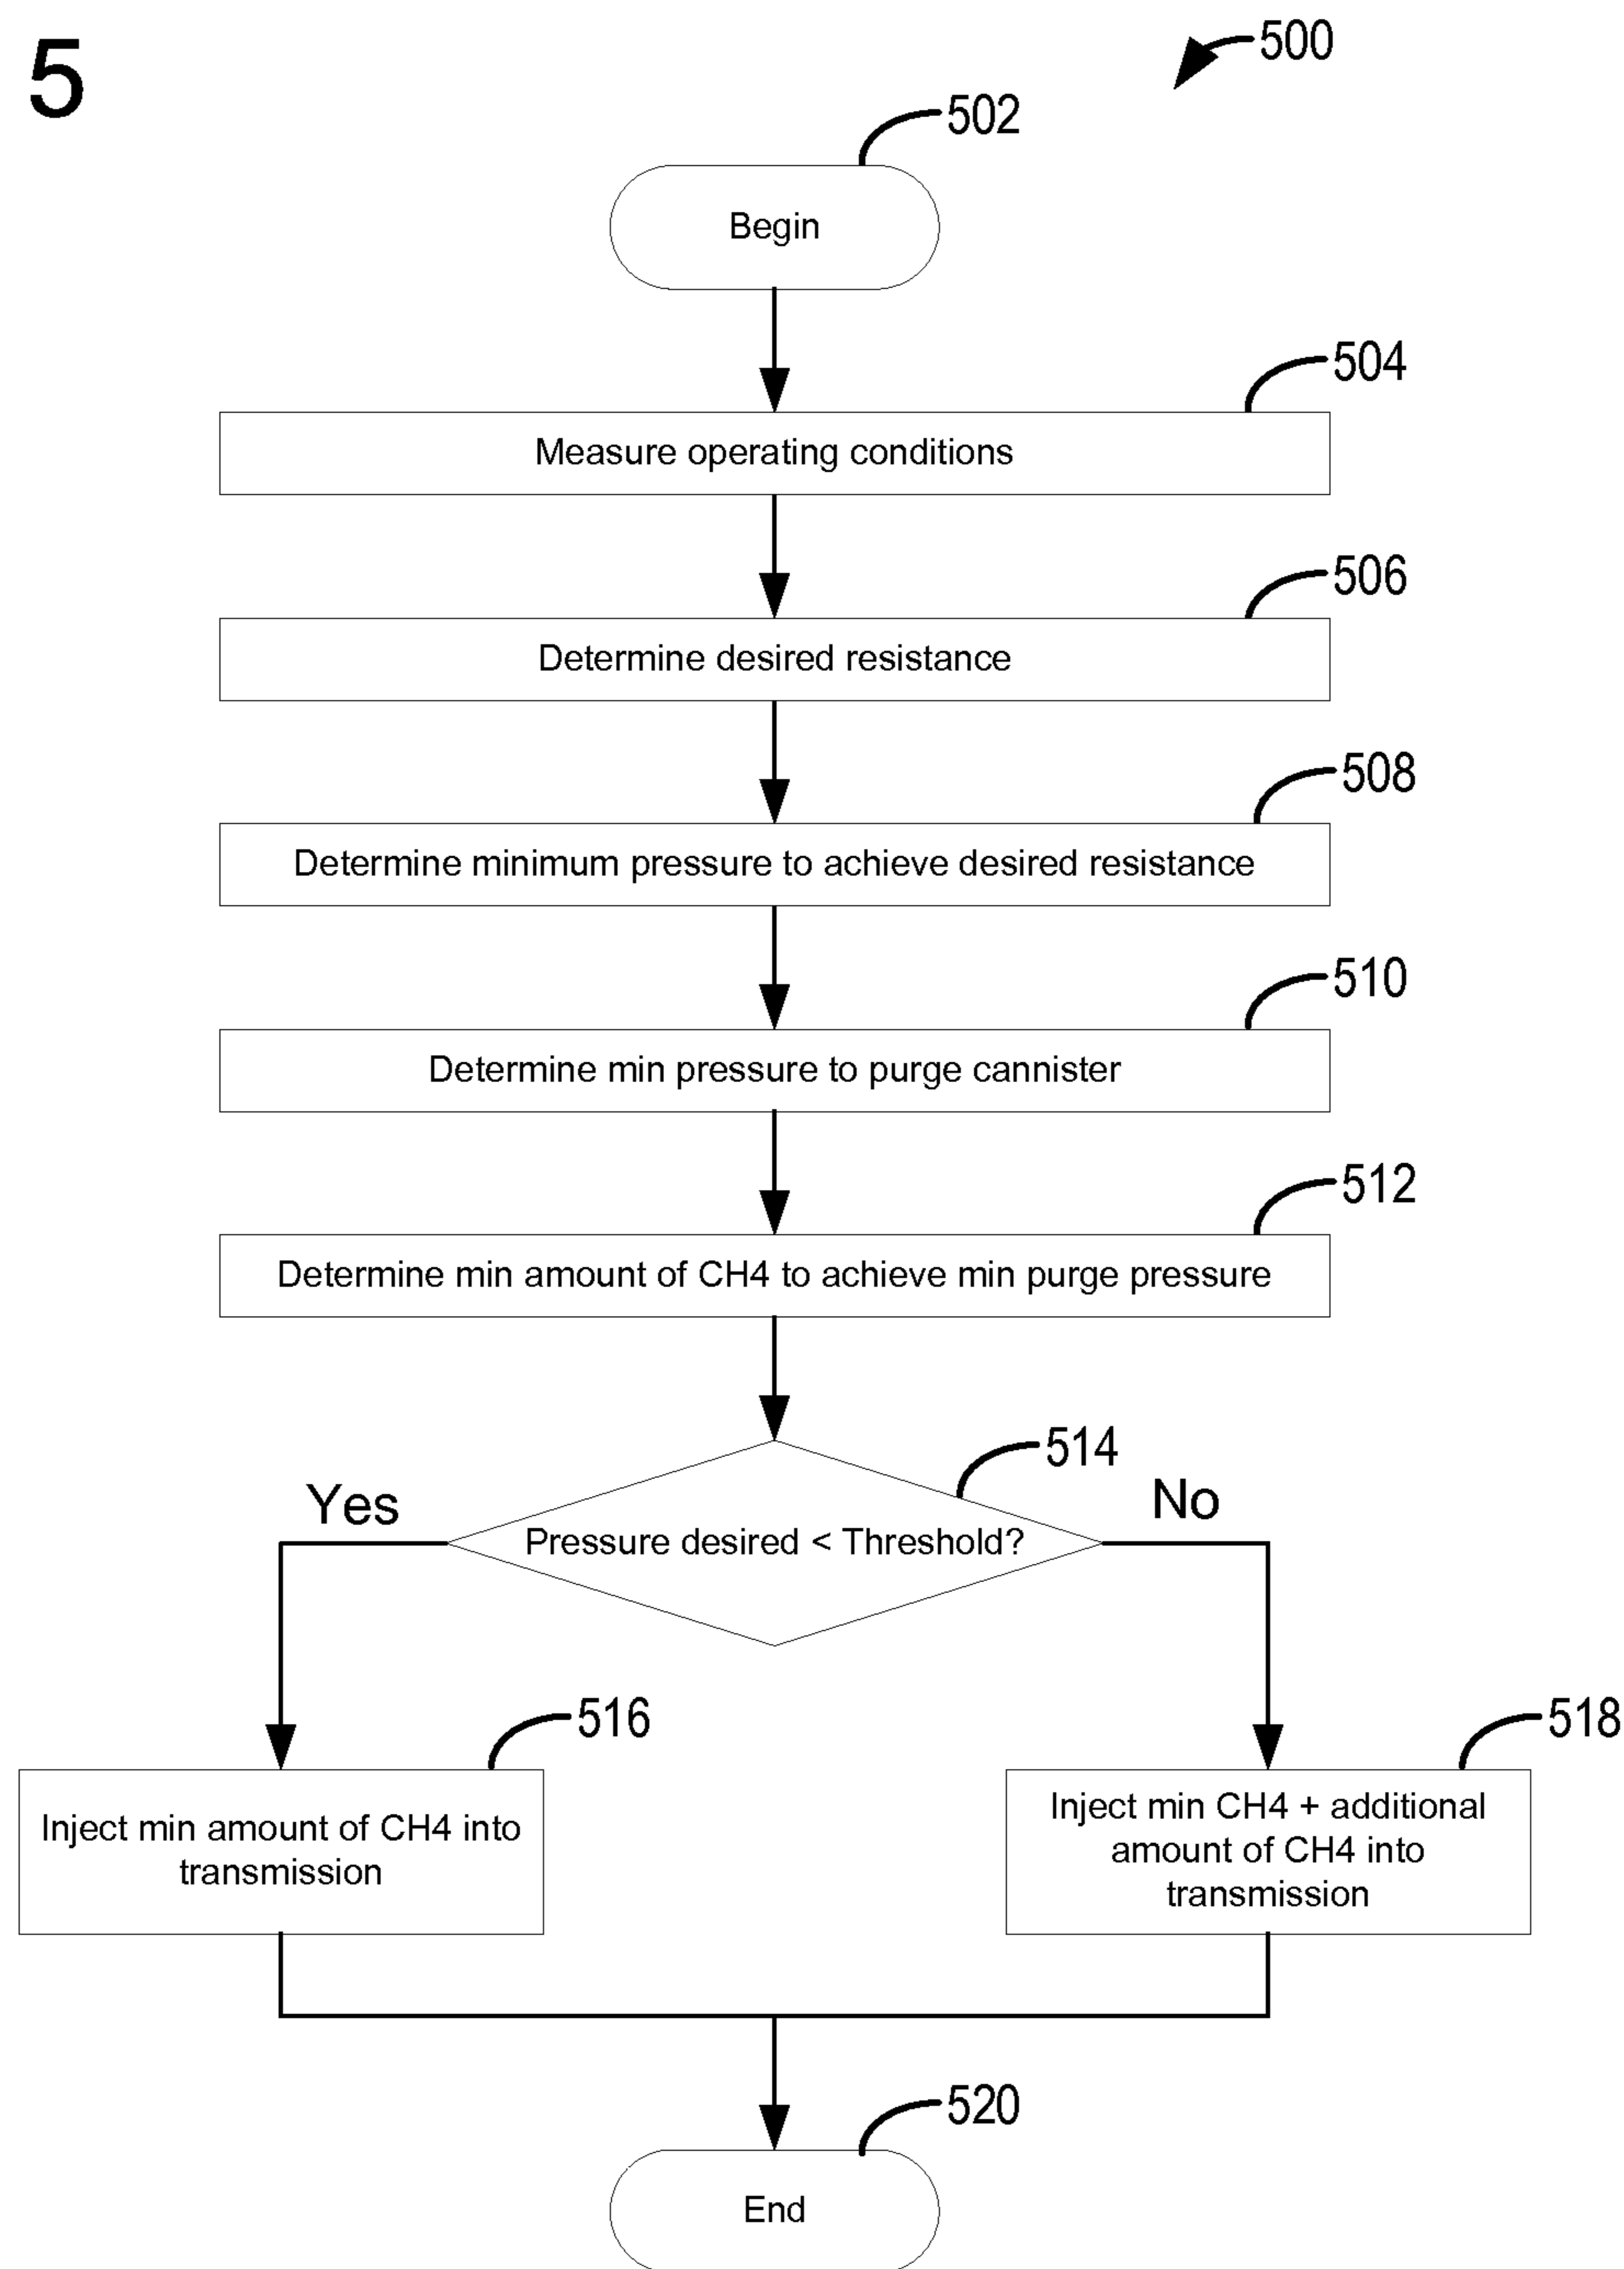 5
500
502
Begin
504
Measure operating conditions
506
Determine desired resistance
508
Determine minimum pressure to achieve desired resistance
510
Determine min pressure to purge cannister
512
Determine min amount of CH4 to achieve min purge pressure
514
Yes
No
Pressure desired < Threshold?
516
518
Inject min amount of CH4 into
transmission
Inject min CH4 + additional
amount of CH4 into
transmission
520
End